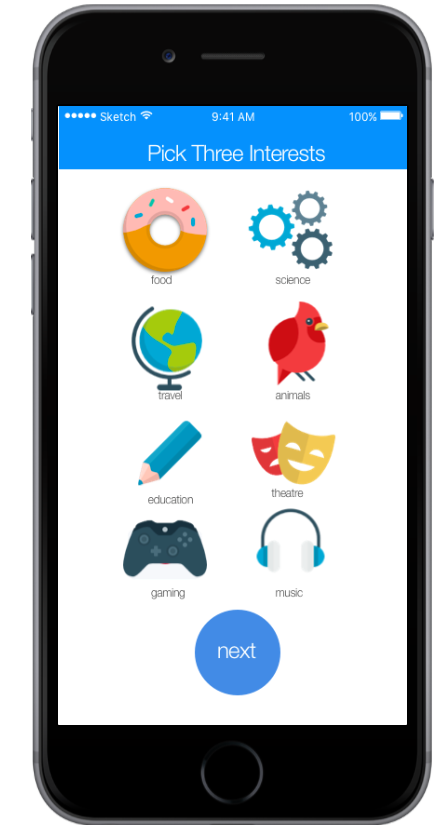 Sketch 9:41 AM 100%
Pick Three Interests
food science
travel animals
education theatre
gaming music
next